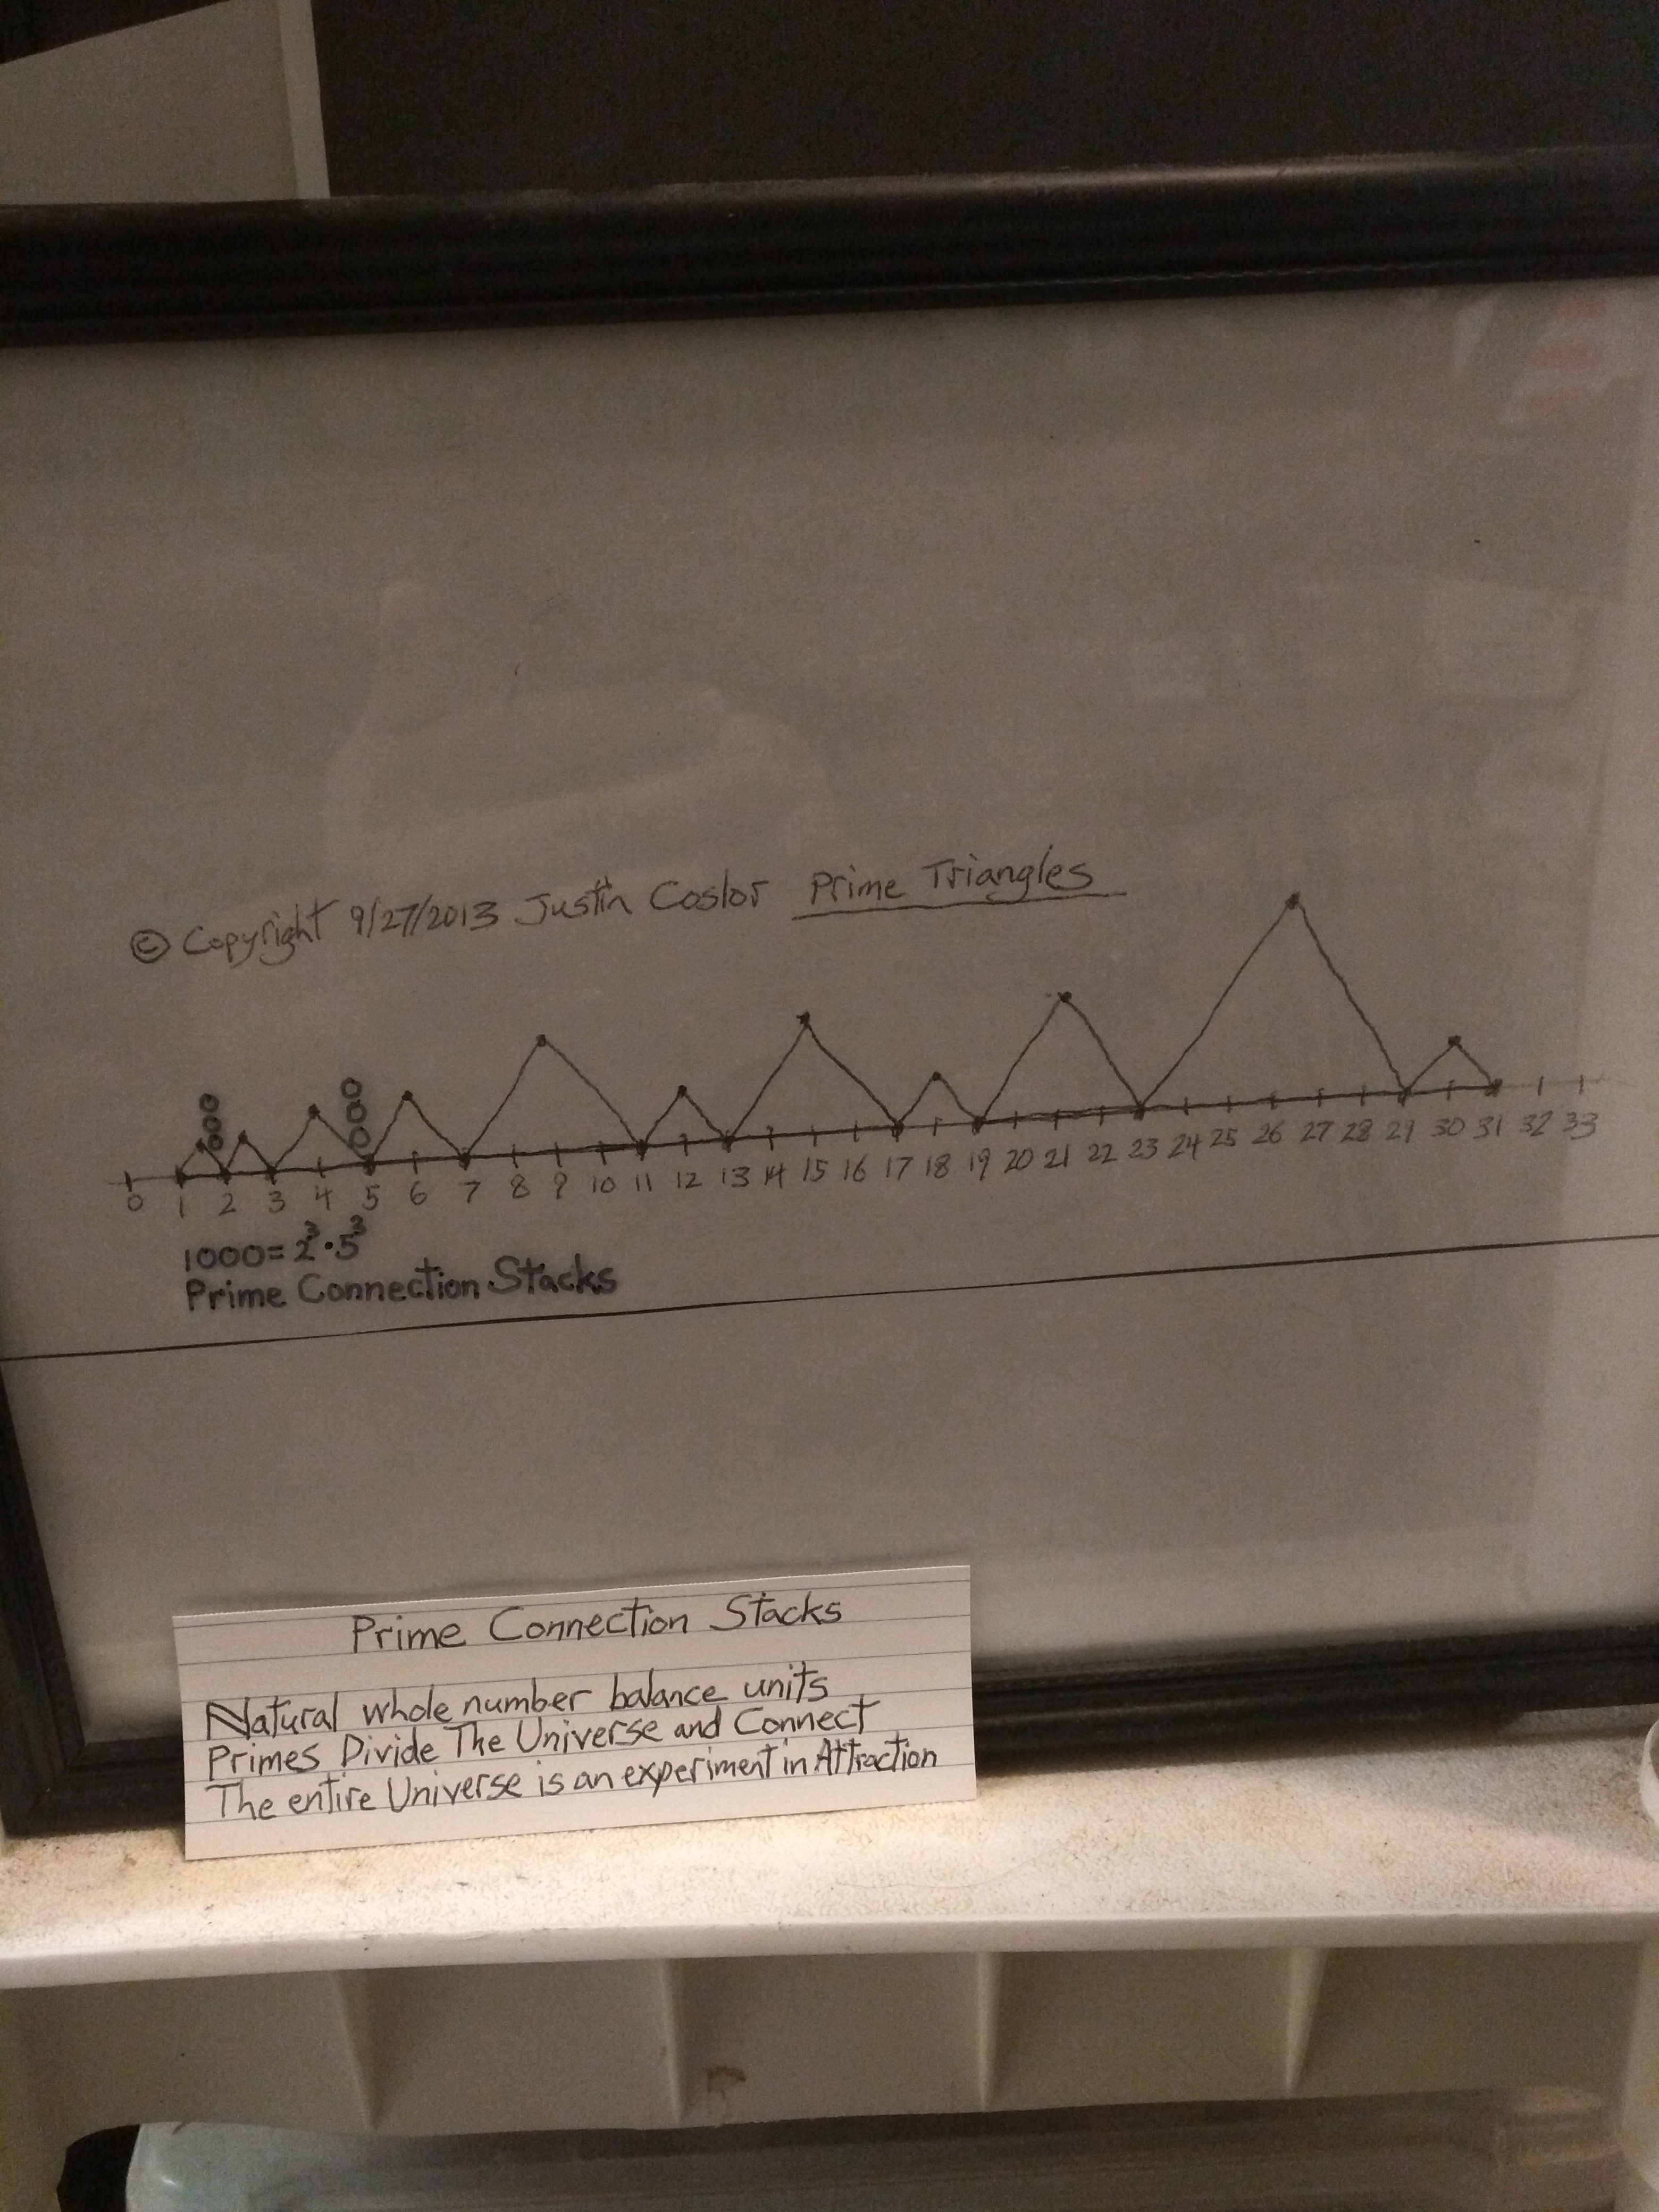 © Copyright 9/27/2013 Justin Coslor Prime Triangles
0 1 2 3 4 5 6 7 8 9 10 11 12 13 14 15 16 17 18 19 20 21 22 23 24 25 26 27 28 29 30 31 32 33
1000=2³·5³
Prime Connection Stacks
Prime Connection Stacks
Natural whole number balance units
Primes Divide The Universe and Connect
The entire Universe is an experiment in Attraction